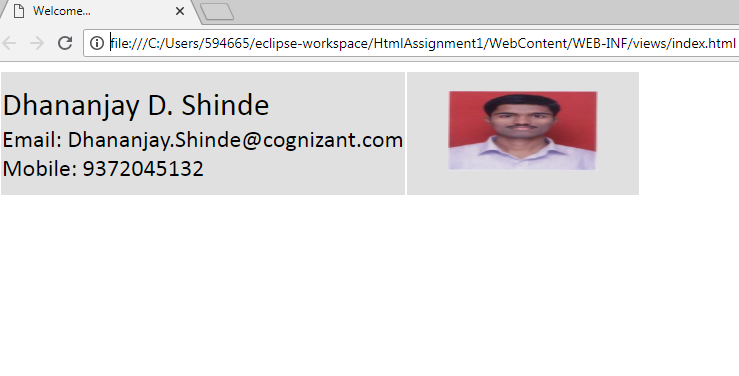 Welcome...
file:///C:/Users/594665/eclipse-workspace/HtmlAssignment1/WebContent/WEB-INF/views/index.html
Dhananjay D. Shinde
Email: Dhananjay.Shinde@cognizant.com
Mobile: 9372045132